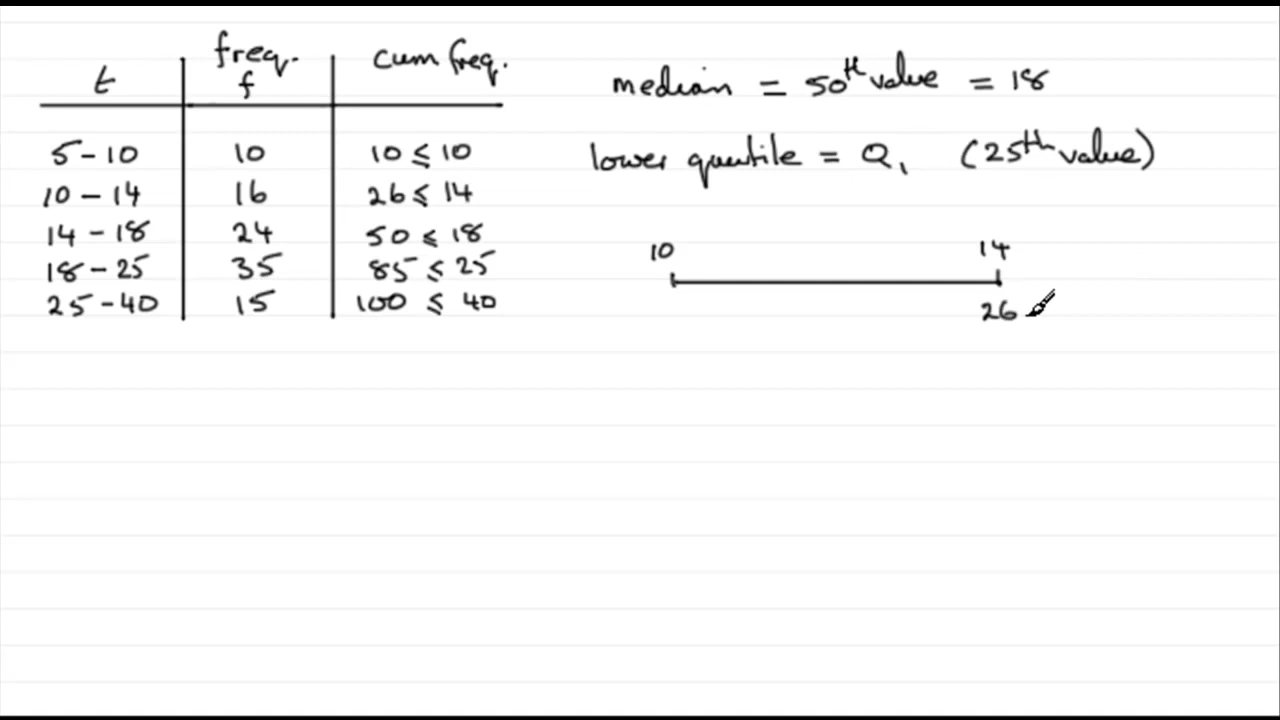 t freq. f cum freq.
5-10 10 10 ≤ 10
10-14 16 26 ≤ 14
14-18 24 50 ≤ 18
18-25 35 85 ≤ 25
25-40 15 100 ≤ 40
median = 50th value = 18
lower quartile = Q1 (25th value)
10 14
26